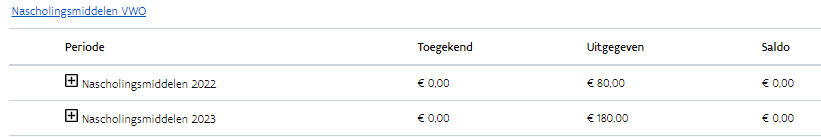 Nascholingsmiddelen VWO
Periode Toegekend Uitgegeven Saldo
Nascholingsmiddelen 2022 € 0,00 € 80,00 € 0,00
Nascholingsmiddelen 2023 € 0,00 € 180,00 € 0,00